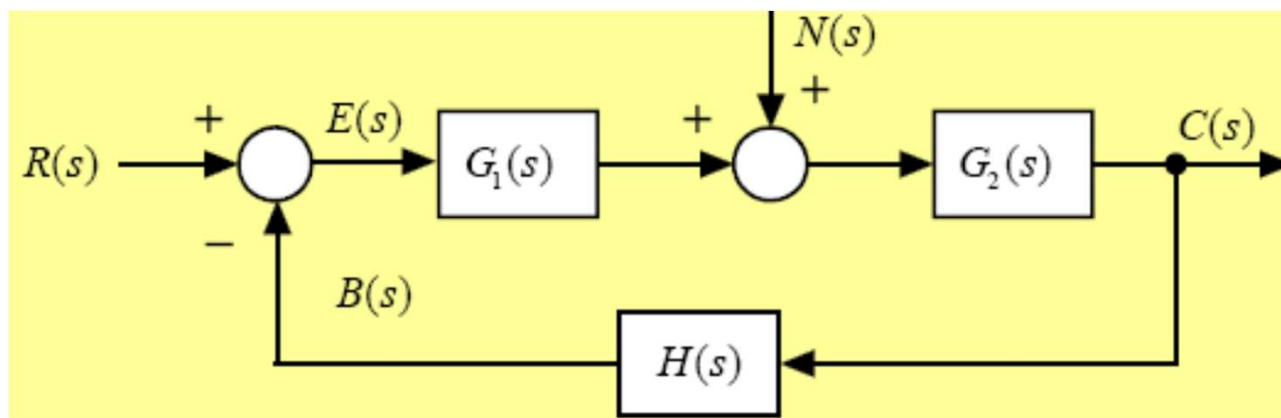 N(s)
+
+ E(s) + C(s)
R(s) G₁(s) G₂(s)
−
B(s)
H(s)